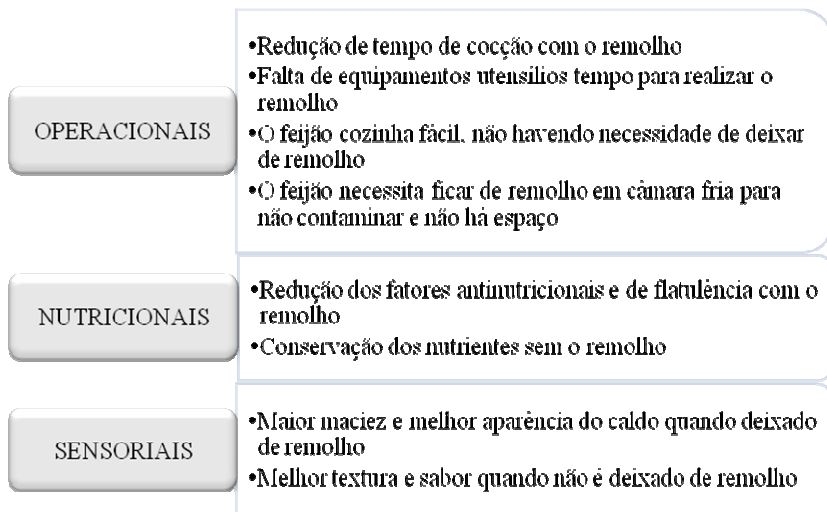 OPERACIONAIS
•Redução de tempo de cocção com o remolho
•Falta de equipamentos utensílios tempo para realizar o
remolho
•O feijão cozinha fácil, não havendo necessidade de deixar
de remolho
•O feijão necessita ficar de remolho em câmara fria para
não contaminar e não há espaço
NUTRICIONAIS
•Redução dos fatores antinutricionais e de flatulência com o
remolho
•Conservação dos nutrientes sem o remolho
SENSORIAIS
•Maior maciez e melhor aparência do caldo quando deixado
de remolho
•Melhor textura e sabor quando não é deixado de remolho